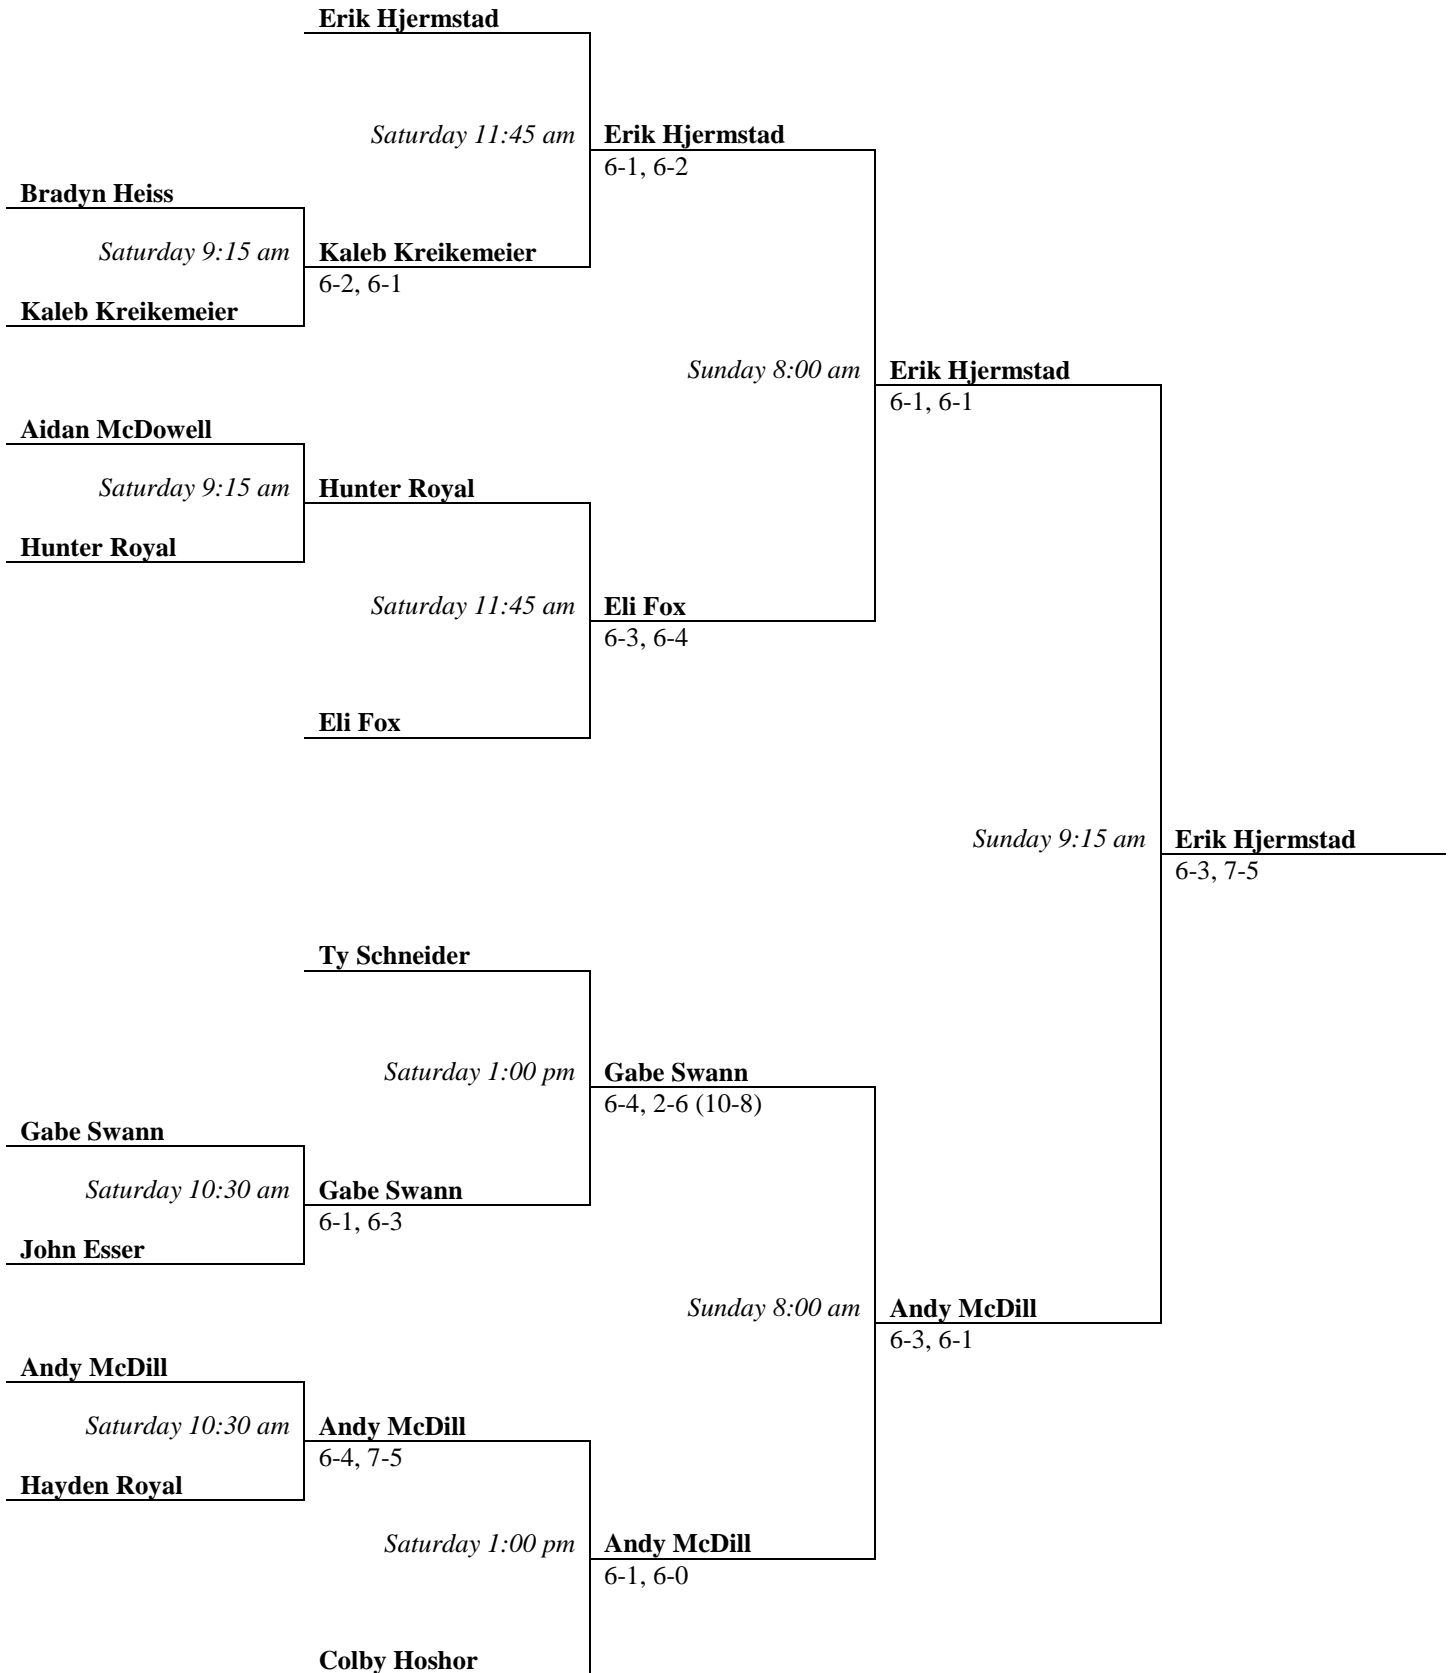 Erik Hjermstad
Saturday 11:45 am
Erik Hjermstad
6-1, 6-2
Bradyn Heiss
Saturday 9:15 am
Kaleb Kreikemeier
6-2, 6-1
Kaleb Kreikemeier
Sunday 8:00 am
Erik Hjermstad
6-1, 6-1
Aidan McDowell
Saturday 9:15 am
Hunter Royal
Hunter Royal
Saturday 11:45 am
Eli Fox
6-3, 6-4
Eli Fox
Sunday 9:15 am
Erik Hjermstad
6-3, 7-5
Ty Schneider
Saturday 1:00 pm
Gabe Swann
6-4, 2-6 (10-8)
Gabe Swann
Saturday 10:30 am
Gabe Swann
6-1, 6-3
John Esser
Sunday 8:00 am
Andy McDill
6-3, 6-1
Andy McDill
Saturday 10:30 am
Andy McDill
6-4, 7-5
Hayden Royal
Saturday 1:00 pm
Andy McDill
6-1, 6-0
Colby Hoshor